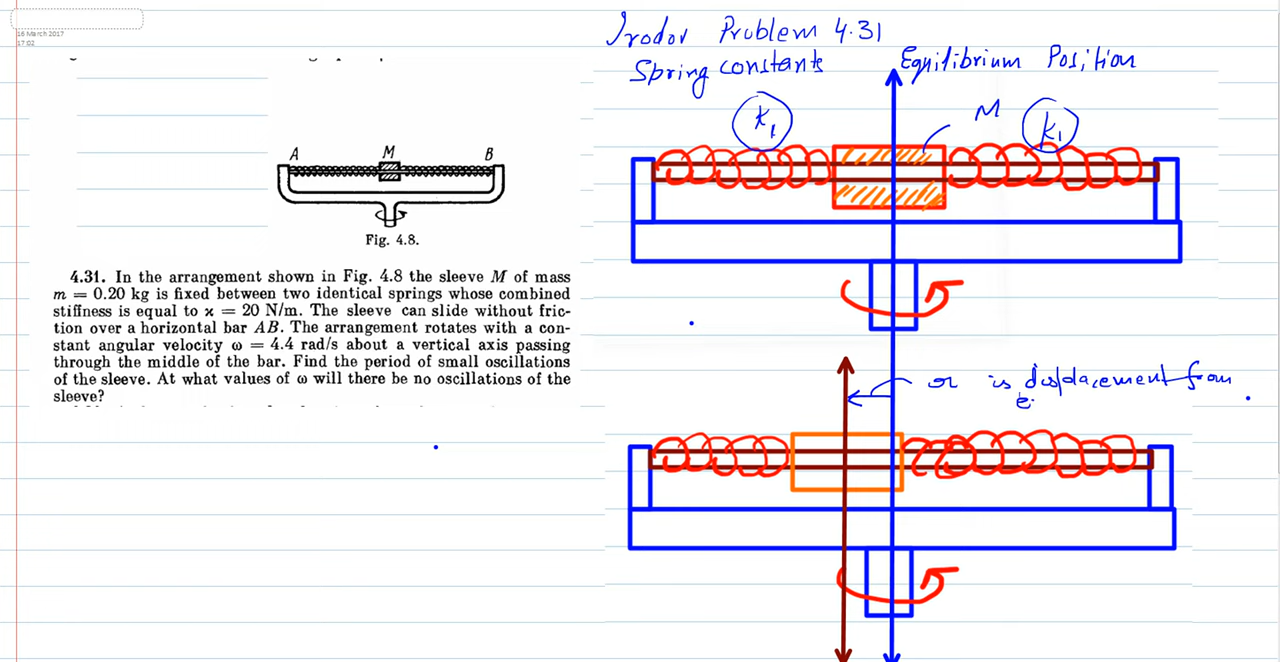 16 March 2017
17:02
Irodov Problem 4.31
Spring constants
Equilibrium Position
K1
M
K1
A M B
Fig. 4.8.
4.31. In the arrangement shown in Fig. 4.8 the sleeve M of mass
m = 0.20 kg is fixed between two identical springs whose combined
stiffness is equal to ϰ = 20 N/m. The sleeve can slide without fric-
tion over a horizontal bar AB. The arrangement rotates with a con-
stant angular velocity ω = 4.4 rad/s about a vertical axis passing
through the middle of the bar. Find the period of small oscillations
of the sleeve. At what values of ω will there be no oscillations of the
sleeve?
is displacement from
e